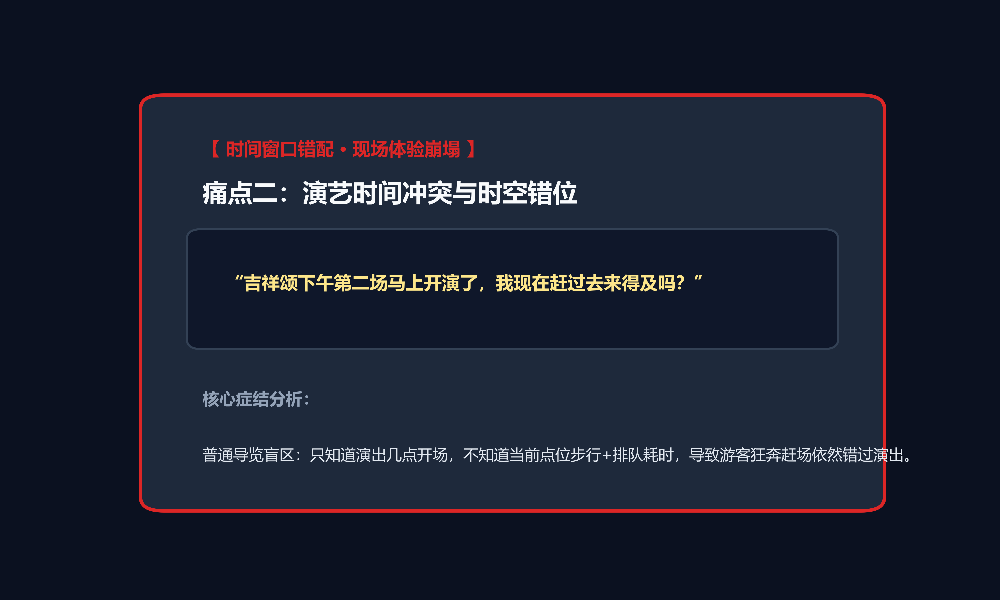 【 时间窗口错配 · 现场体验崩塌 】
痛点二：演艺时间冲突与时空错位
“吉祥颂下午第二场马上开演了，我现在赶过去来得及吗？”
核心症结分析：
普通导览盲区：只知道演出几点开场，不知道当前点位步行+排队耗时，导致游客狂奔赶场依然错过演出。